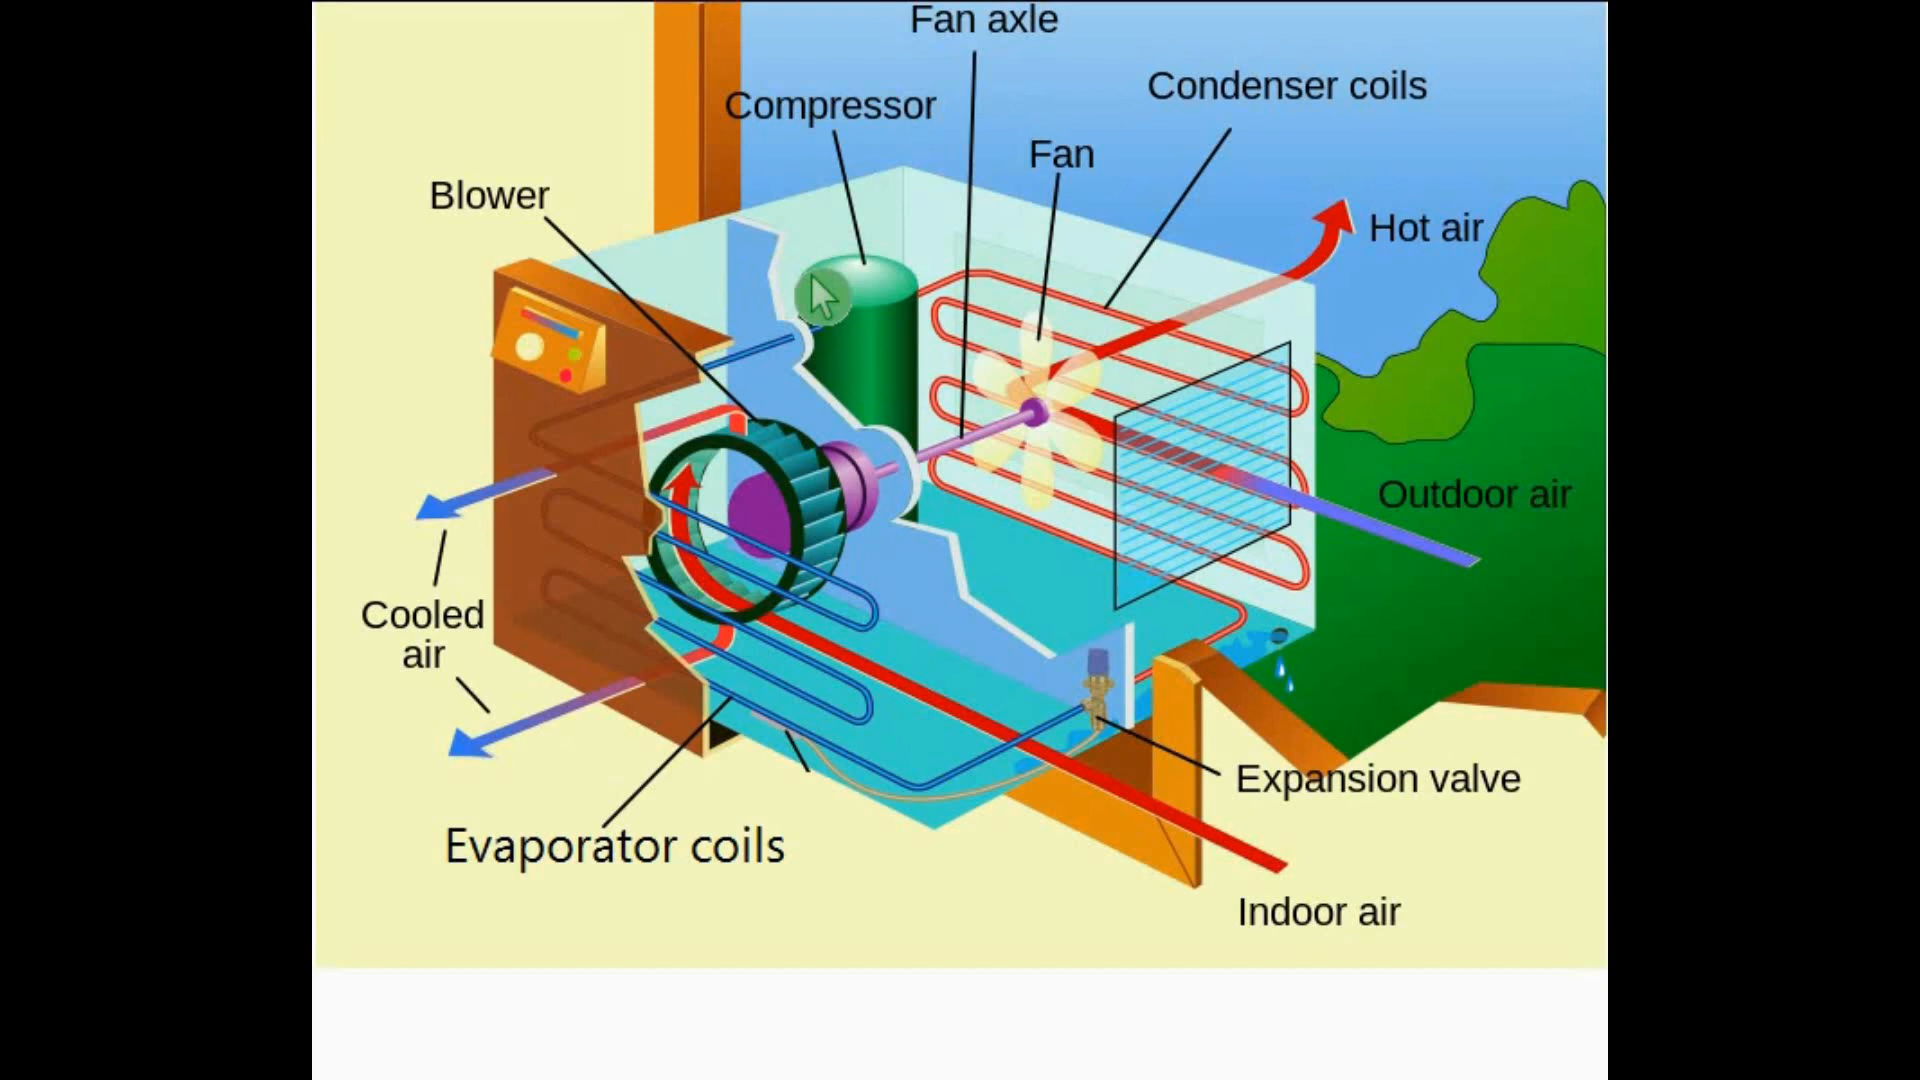 Fan axle
Condenser coils
Compressor
Fan
Blower
Hot air
Outdoor air
Cooled
air
Expansion valve
Evaporator coils
Indoor air